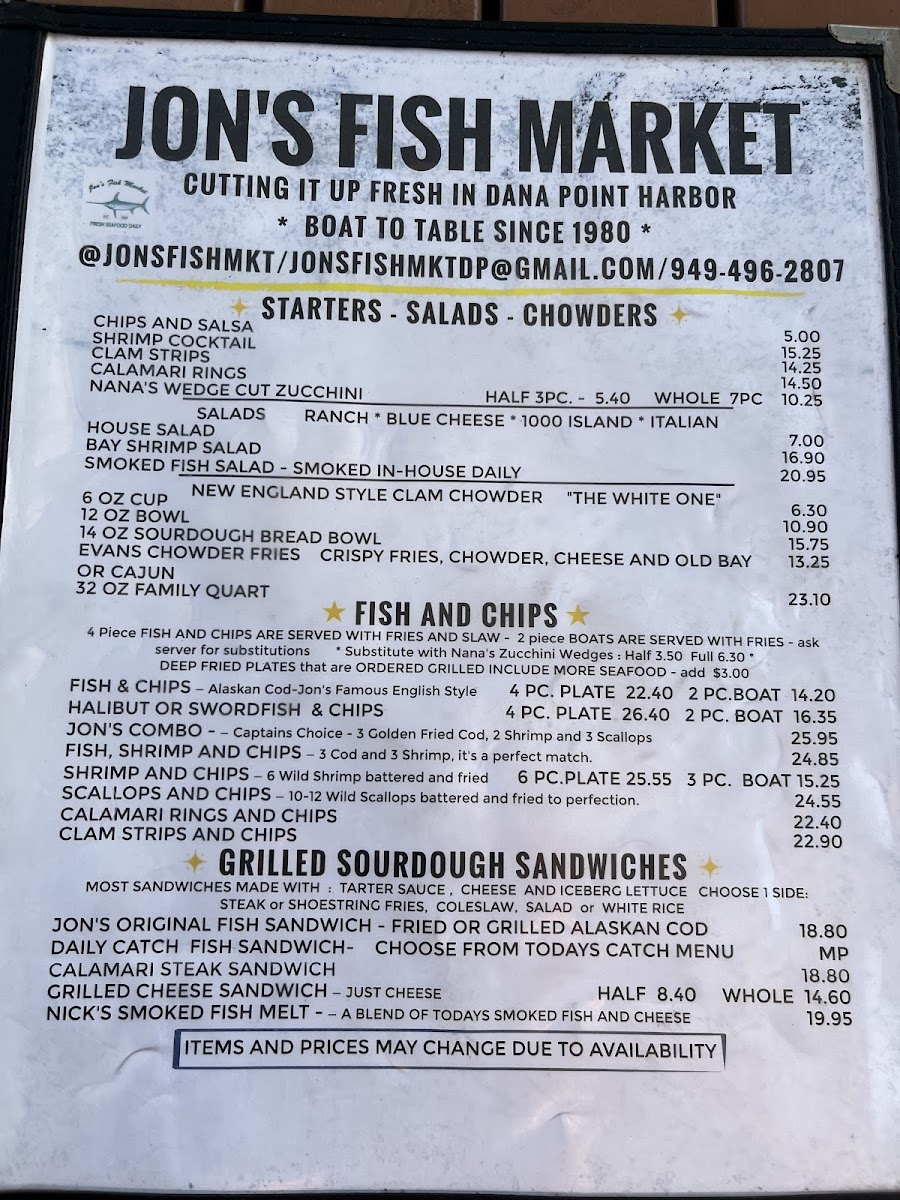 JON'S FISH MARKET
Jon's Fish Market
FRESH SEAFOOD DAILY
CUTTING IT UP FRESH IN DANA POINT HARBOR
* BOAT TO TABLE SINCE 1980 *
@JONSFISHMKT/JONSFISHMKTDP@GMAIL.COM/949-496-2807
STARTERS - SALADS - CHOWDERS
CHIPS AND SALSA 5.00
SHRIMP COCKTAIL 15.25
CLAM STRIPS 14.25
CALAMARI RINGS 14.50
NANA'S WEDGE CUT ZUCCHINI HALF 3PC. - 5.40 WHOLE 7PC 10.25
SALADS RANCH * BLUE CHEESE * 1000 ISLAND * ITALIAN
HOUSE SALAD 7.00
BAY SHRIMP SALAD 16.90
SMOKED FISH SALAD - SMOKED IN-HOUSE DAILY 20.95
NEW ENGLAND STYLE CLAM CHOWDER "THE WHITE ONE"
6 OZ CUP 6.30
12 OZ BOWL 10.90
14 OZ SOURDOUGH BREAD BOWL 15.75
EVANS CHOWDER FRIES CRISPY FRIES, CHOWDER, CHEESE AND OLD BAY 13.25
OR CAJUN
32 OZ FAMILY QUART 23.10
FISH AND CHIPS
4 Piece FISH AND CHIPS ARE SERVED WITH FRIES AND SLAW - 2 piece BOATS ARE SERVED WITH FRIES - ask
server for substitutions * Substitute with Nana's Zucchini Wedges : Half 3.50 Full 6.30 *
DEEP FRIED PLATES that are ORDERED GRILLED INCLUDE MORE SEAFOOD - add $3.00
FISH & CHIPS – Alaskan Cod-Jon's Famous English Style 4 PC. PLATE 22.40 2 PC.BOAT 14.20
HALIBUT OR SWORDFISH & CHIPS 4 PC. PLATE 26.40 2 PC. BOAT 16.35
JON'S COMBO - – Captains Choice - 3 Golden Fried Cod, 2 Shrimp and 3 Scallops 25.95
FISH, SHRIMP AND CHIPS – 3 Cod and 3 Shrimp, it's a perfect match. 24.85
SHRIMP AND CHIPS – 6 Wild Shrimp battered and fried 6 PC.PLATE 25.55 3 PC. BOAT 15.25
SCALLOPS AND CHIPS – 10-12 Wild Scallops battered and fried to perfection. 24.55
CALAMARI RINGS AND CHIPS 22.40
CLAM STRIPS AND CHIPS 22.90
GRILLED SOURDOUGH SANDWICHES
MOST SANDWICHES MADE WITH : TARTER SAUCE , CHEESE AND ICEBERG LETTUCE CHOOSE 1 SIDE:
STEAK or SHOESTRING FRIES, COLESLAW, SALAD or WHITE RICE
JON'S ORIGINAL FISH SANDWICH - FRIED OR GRILLED ALASKAN COD 18.80
DAILY CATCH FISH SANDWICH- CHOOSE FROM TODAYS CATCH MENU MP
CALAMARI STEAK SANDWICH 18.80
GRILLED CHEESE SANDWICH – JUST CHEESE HALF 8.40 WHOLE 14.60
NICK'S SMOKED FISH MELT - – A BLEND OF TODAYS SMOKED FISH AND CHEESE 19.95
ITEMS AND PRICES MAY CHANGE DUE TO AVAILABILITY